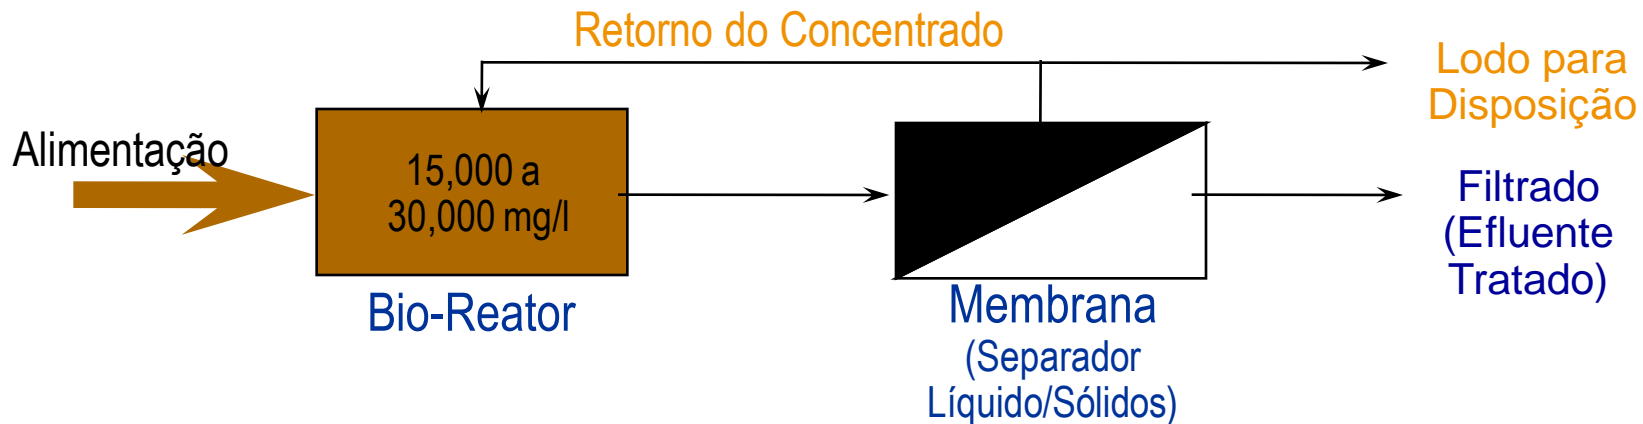 Retorno do Concentrado
Lodo para
Disposição
Alimentação
15,000 a
30,000 mg/l
Filtrado
(Efluente
Tratado)
Bio-Reator
Membrana
(Separador
Líquido/Sólidos)